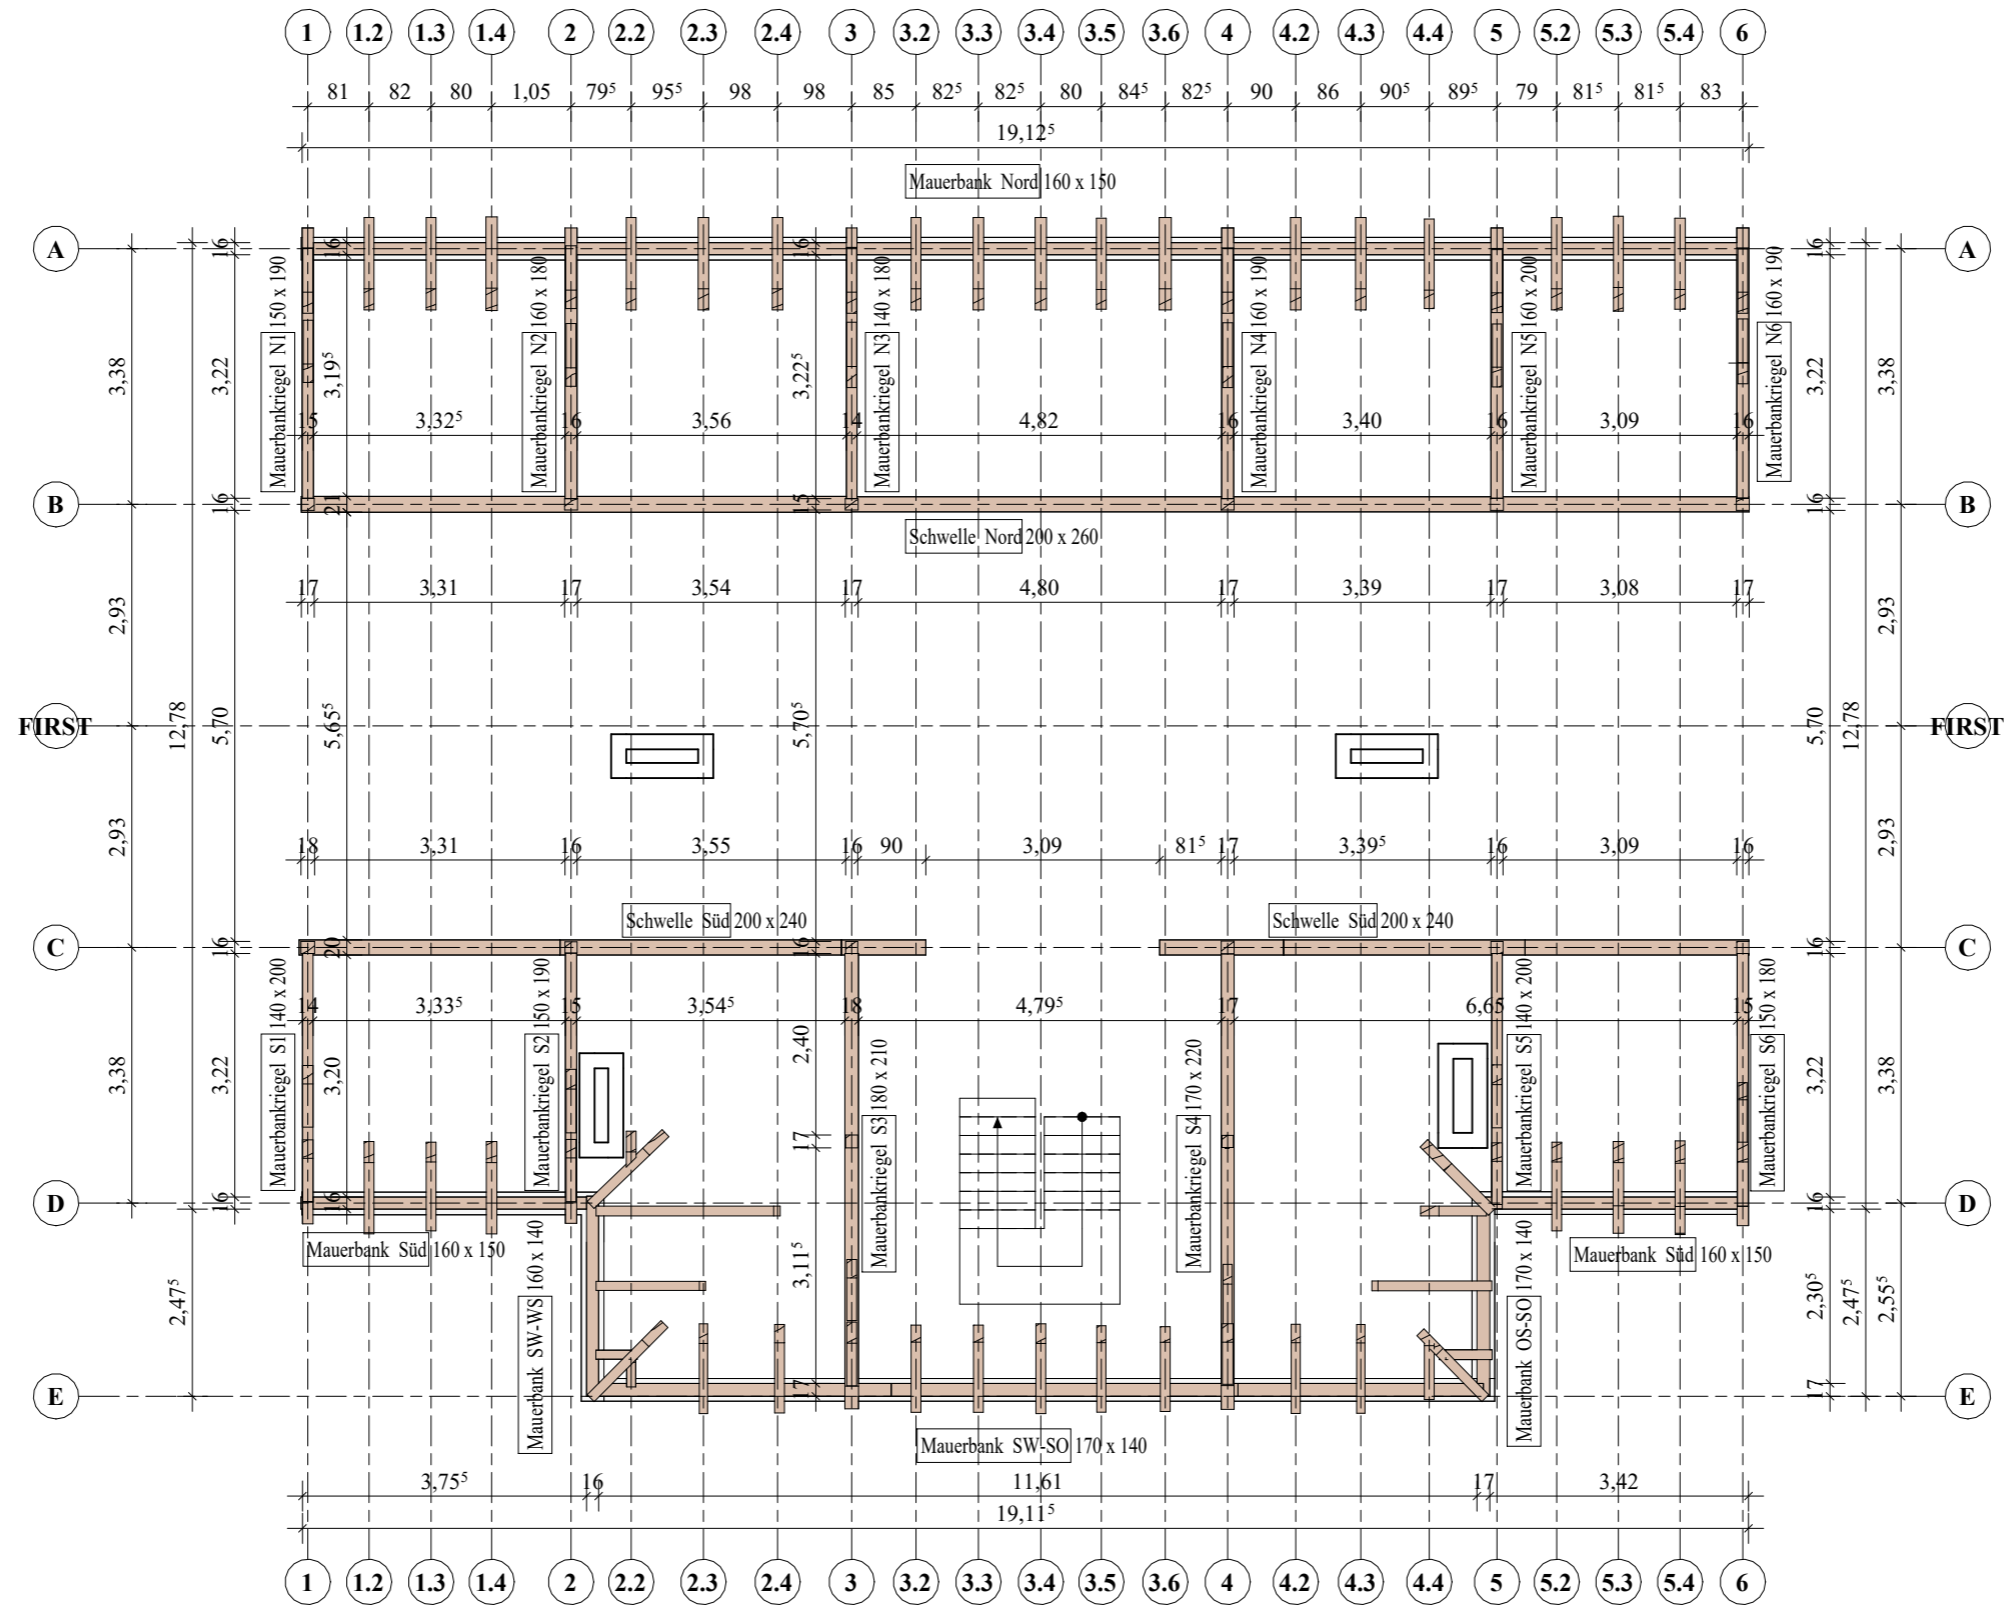 1 1.2 1.3 1.4 2 2.2 2.3 2.4 3 3.2 3.3 3.4 3.5 3.6 4 4.2 4.3 4.4 5 5.2 5.3 5.4 6
81 82 80 1,05 79⁵ 95⁵ 98 98 85 82⁵ 82⁵ 80 84⁵ 82⁵ 90 86 90⁵ 89⁵ 79 81⁵ 81⁵ 83
19,12⁵
Mauerbank Nord 160 x 150
A 16 16 16 16 A
Mauerbankriegel N1 150 x 190
Mauerbankriegel N2 160 x 180
Mauerbankriegel N3 140 x 180
Mauerbankriegel N4 160 x 190
Mauerbankriegel N5 160 x 200
Mauerbankriegel N6 160 x 190
3,38 3,22 3,19⁵ 3,22⁵ 3,22 3,38
15 3,32⁵ 16 3,56 14 4,82 16 3,40 16 3,09 16
B 16 21 15 16 B
Schwelle Nord 200 x 260
17 3,31 17 3,54 17 4,80 17 3,39 17 3,08 17
2,93 2,93
FIRST 12,78 5,70 5,65⁵ 5,70⁵ 5,70 12,78 FIRST
2,93 2,93
18 3,31 16 3,55 16 90 3,09 81⁵ 17 3,39⁵ 16 3,09 16
Schwelle Süd 200 x 240
Schwelle Süd 200 x 240
C 16 20 16 16 C
14 3,33⁵ 15 3,54⁵ 18 4,79⁵ 17 6,65 15
Mauerbankriegel S1 140 x 200
Mauerbankriegel S2 150 x 190
Mauerbankriegel S3 180 x 210
Mauerbankriegel S4 170 x 220
Mauerbankriegel S5 140 x 200
Mauerbankriegel S6 150 x 180
3,38 3,22 3,20 2,40 3,22 3,38
17
D 16 16 16 D
Mauerbank Süd 160 x 150
Mauerbank Süd 160 x 150
2,47⁵ 3,11⁵ 2,30⁵ 2,47⁵ 2,55⁵
Mauerbank SW-WS 160 x 140
Mauerbank OS-SO 170 x 140
E 17 17 E
Mauerbank SW-SO 170 x 140
3,75⁵ 16 11,61 17 3,42
19,11⁵
1 1.2 1.3 1.4 2 2.2 2.3 2.4 3 3.2 3.3 3.4 3.5 3.6 4 4.2 4.3 4.4 5 5.2 5.3 5.4 6